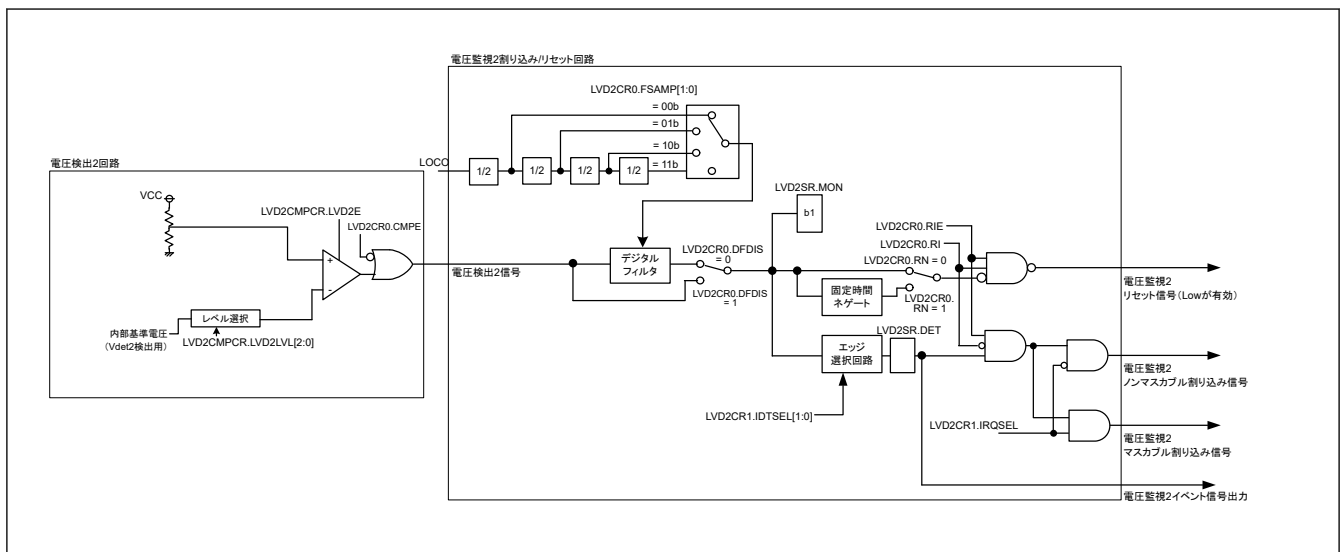 電圧監視2割り込み/リセット回路
LVD2CR0.FSAMP[1:0]
= 00b
= 01b
= 10b
= 11b
LOCO
1/2
1/2
1/2
1/2
電圧検出2回路
VCC
LVD2CMPCR.LVD2E
LVD2CR0.CMPE
+
-
レベル選択
内部基準電圧
(Vdet2検出用)
LVD2CMPCR.LVD2LVL[2:0]
電圧検出2信号
デジタル
フィルタ
LVD2CR0.DFDIS
= 0
LVD2CR0.DFDIS
= 1
LVD2SR.MON
b1
LVD2CR0.RIE
LVD2CR0.RI
LVD2CR0.RN = 0
固定時間
ネゲート
LVD2CR0.
RN = 1
電圧監視2
リセット信号(Lowが有効)
エッジ
選択回路
LVD2SR.DET
LVD2CR1.IDTSEL[1:0]
LVD2CR1.IRQSEL
電圧監視2
ノンマスカブル割り込み信号
電圧監視2
マスカブル割り込み信号
電圧監視2イベント信号出力